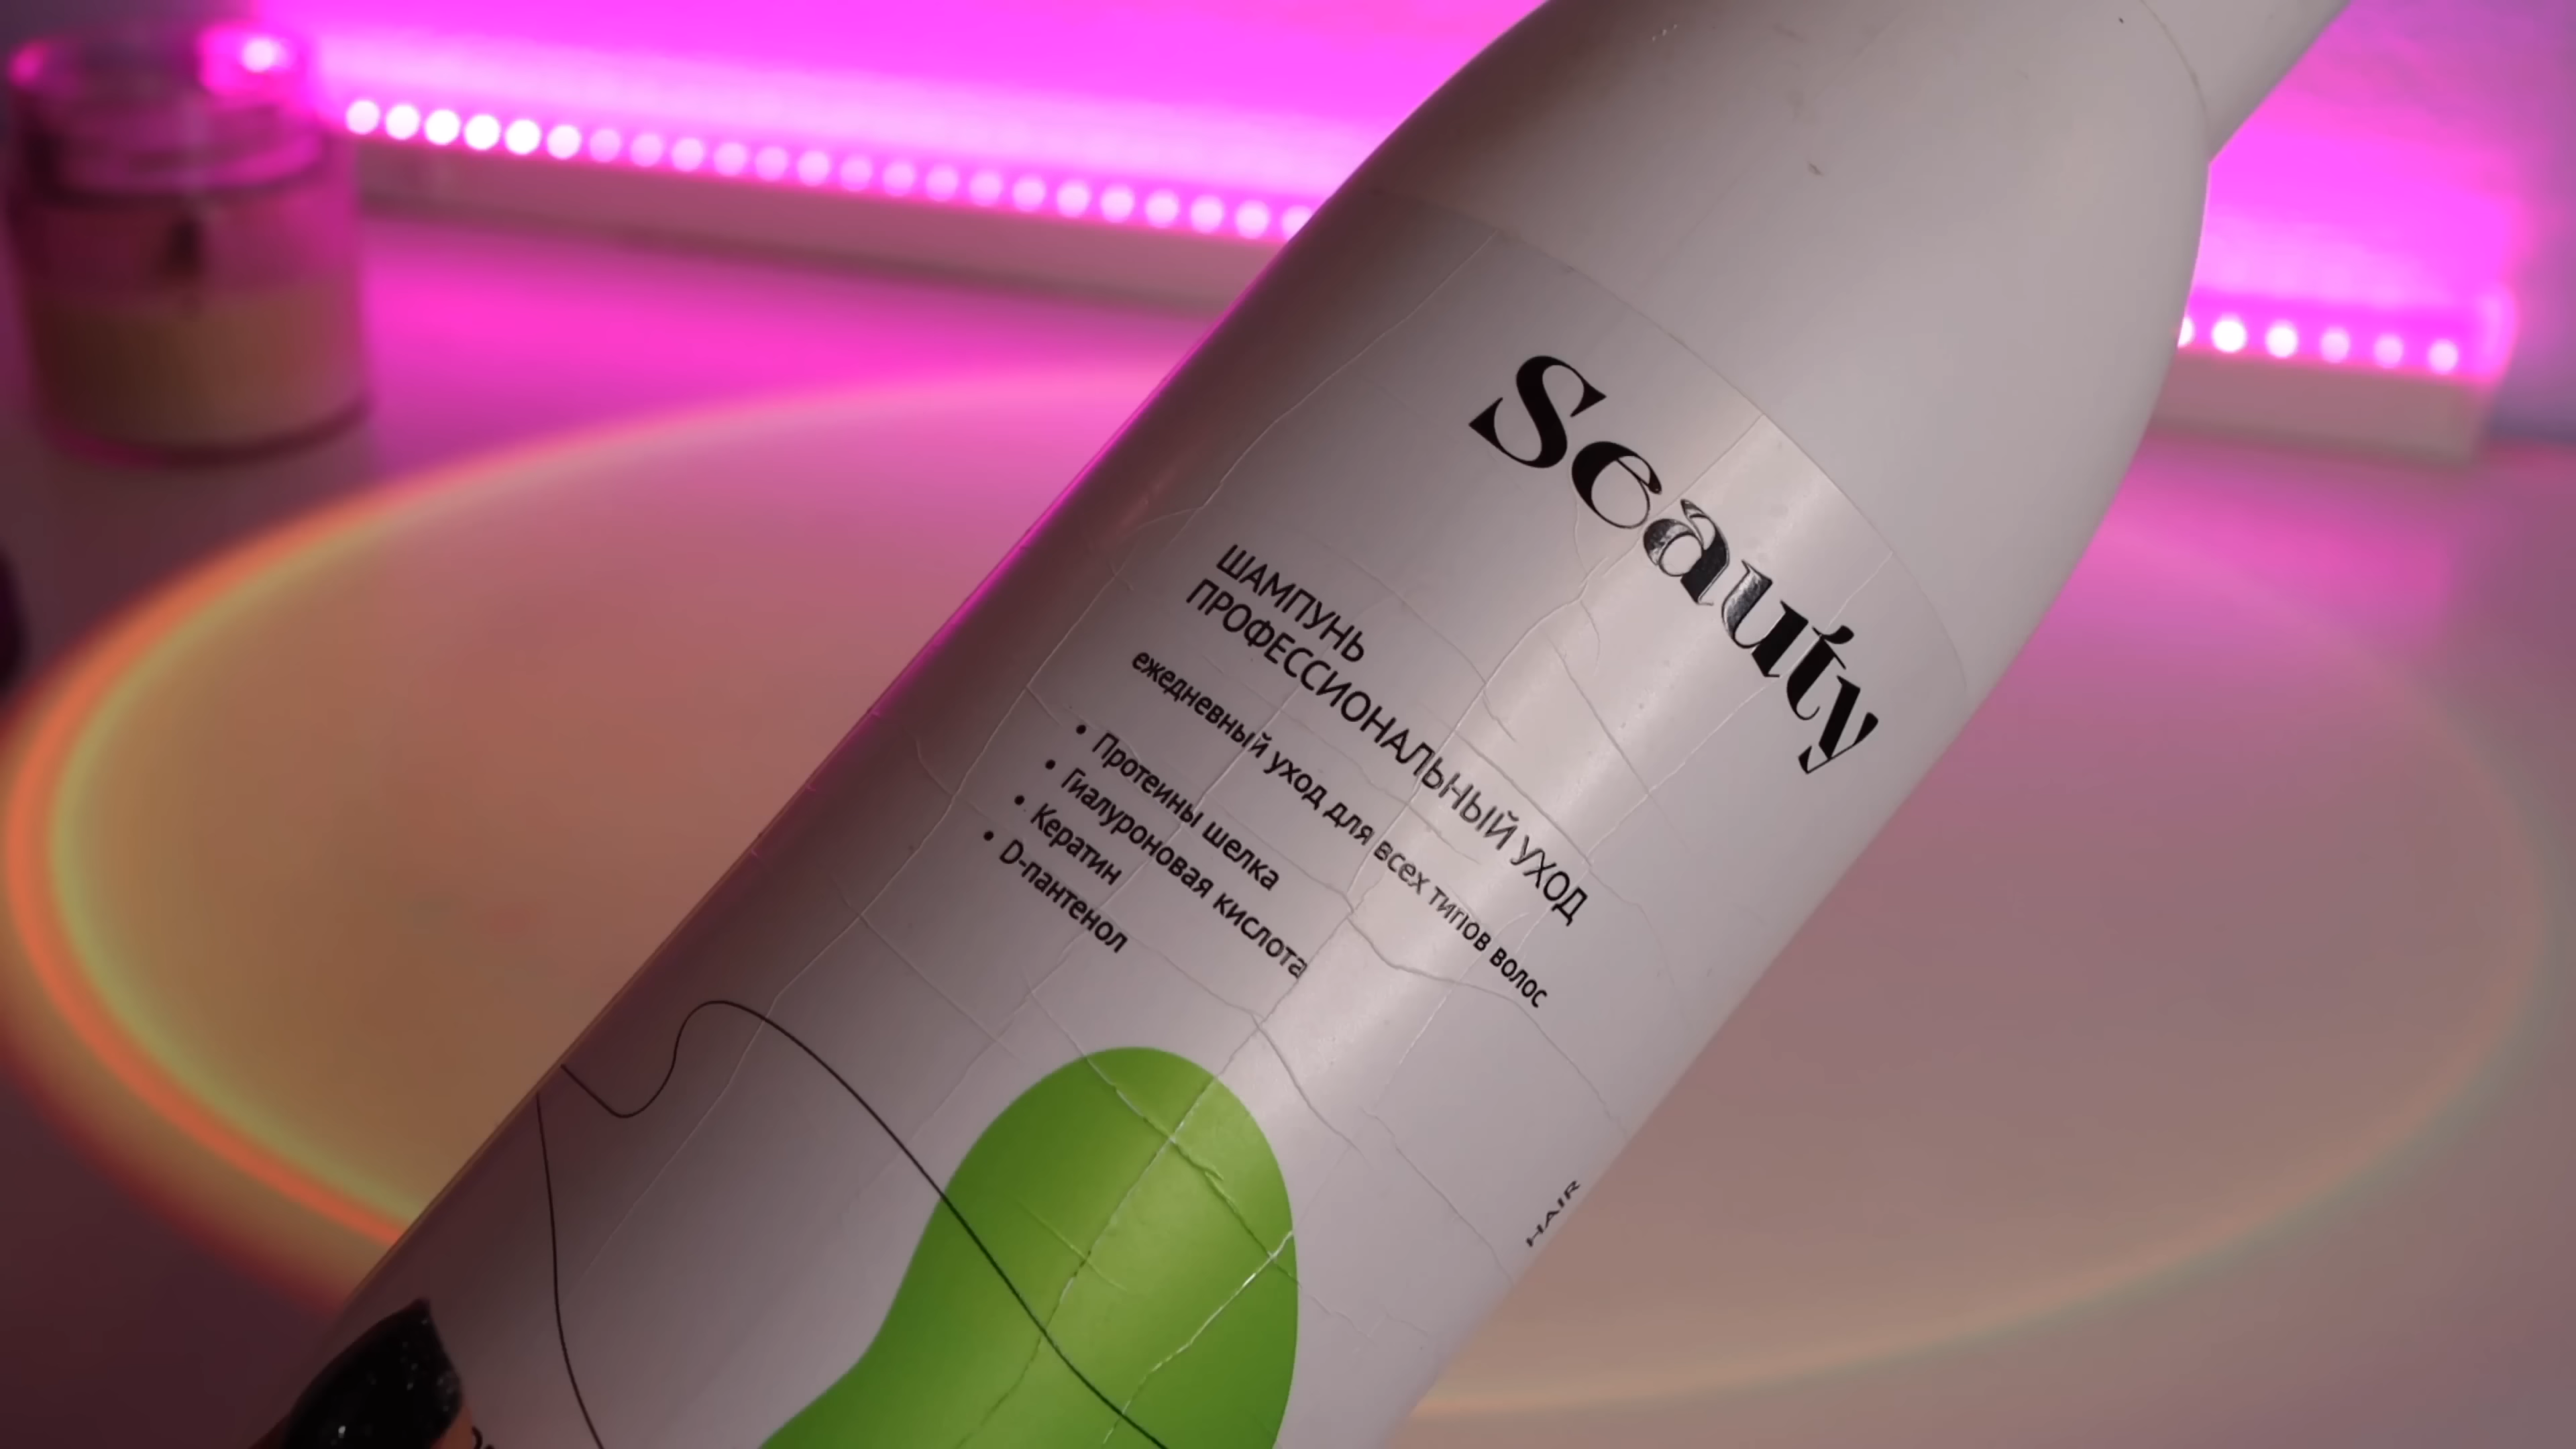 Seauty
ШАМПУНЬ
ПРОФЕССИОНАЛЬНЫЙ УХОД
ежедневный уход для всех типов волос
• Протеины шелка
• Гиалуроновая кислота
• Кератин
• D-пантенол
HAIR